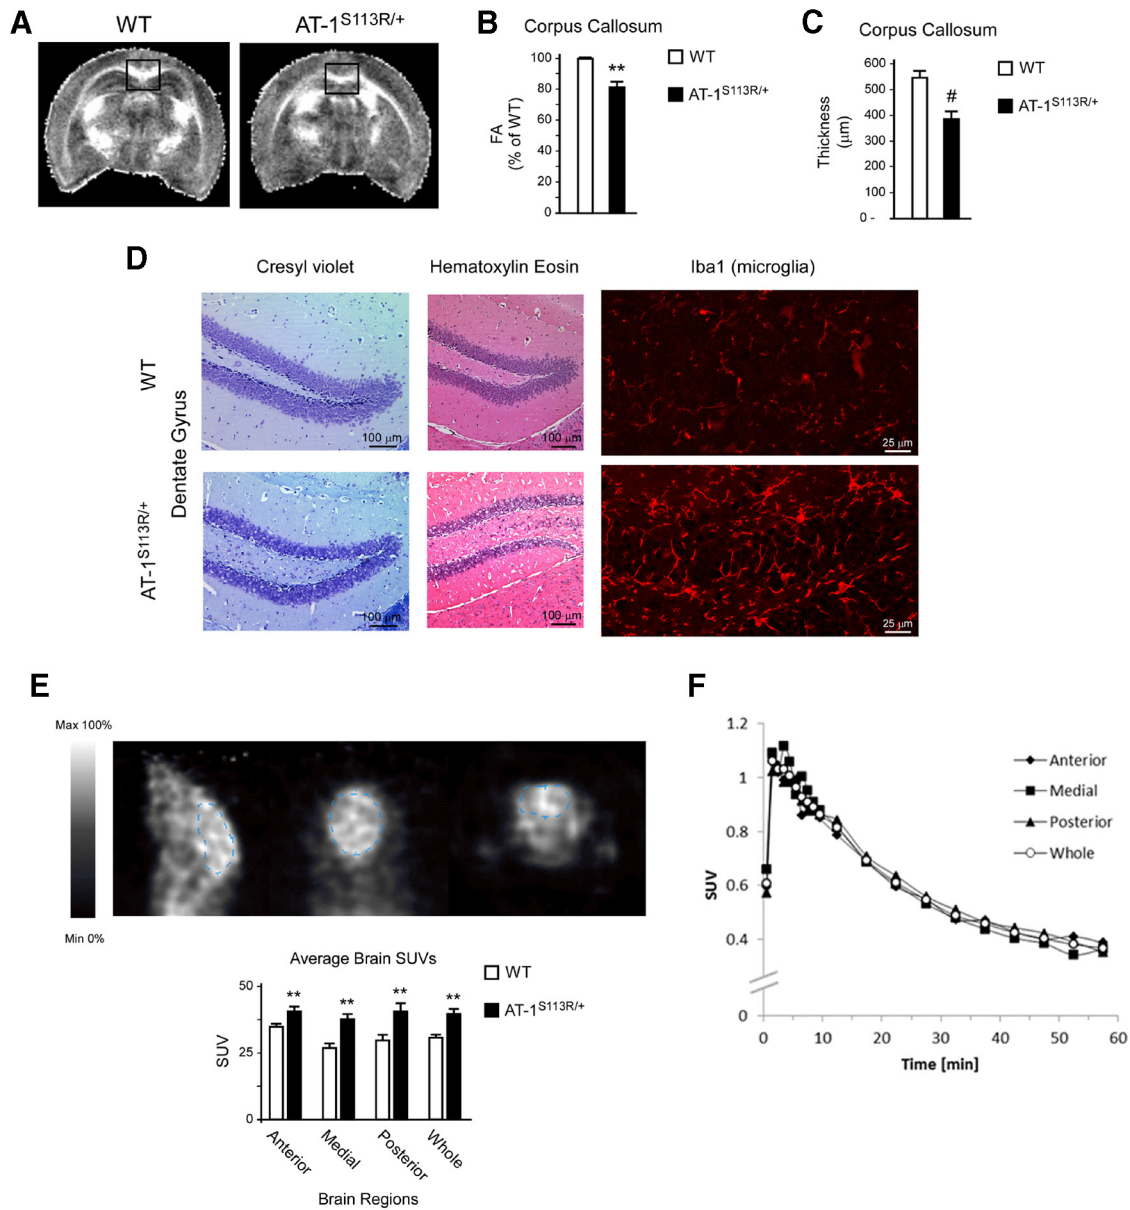 A
WT
AT-1S113R/+
B
Corpus Callosum
100
80
60
40
20
0
FA
(% of WT)
**
WT
AT-1S113R/+
C
Corpus Callosum
600
500
400
300
200
100
0 -
Thickness
(μm)
#
WT
AT-1S113R/+
D
Cresyl violet
Hematoxylin Eosin
Iba1 (microglia)
Dentate Gyrus
WT
100 μm
100 μm
25 μm
AT-1S113R/+
100 μm
100 μm
25 μm
E
Max 100%
Min 0%
Average Brain SUVs
WT
AT-1S113R/+
50
25
0
SUV
**
**
**
**
Anterior
Medial
Posterior
Whole
Brain Regions
F
1.2
1
0.8
0.6
0.4
0
SUV
Anterior
Medial
Posterior
Whole
0
10
20
30
40
50
60
Time [min]